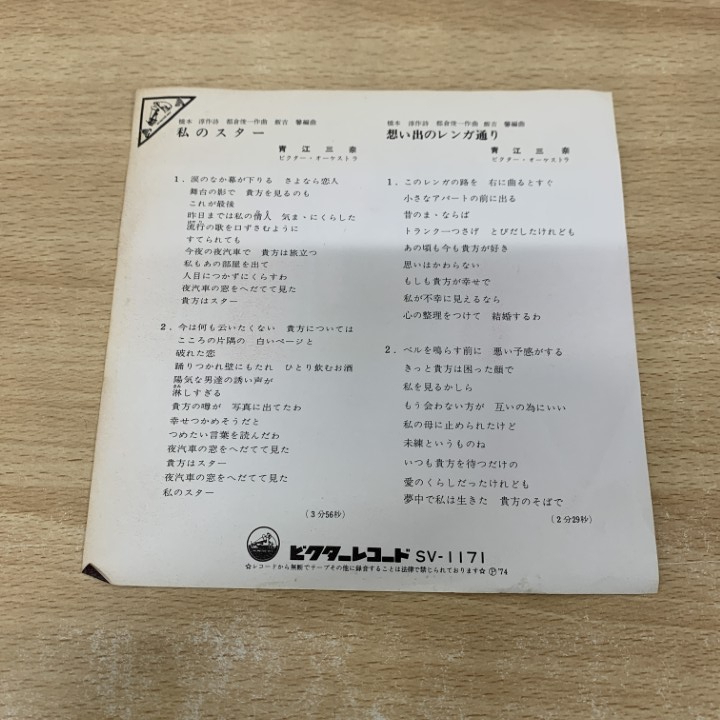 橋本 淳作詩 都倉俊一作曲 馬飼野
私のスター
青江三奈
ビクター・オーケストラ
1. 涙のなか幕が下りる さよなら恋人
舞台の影で 貴方を見るのも
これが最後
昨日までは私の情人 気まゝにくらした
流行の歌を口ずさむように
すてられても
今夜の夜汽車で 貴方は旅立つ
私もあの部屋を出て
人目につかずにくらすわ
夜汽車の窓をへだてて見た
貴方はスター
2. 今は何も云いたくない 貴方については
こころの片隅の 白いページと
破れた恋
踊りつかれ壁にもたれ ひとり飲むお酒
陽気な男達の誘い声が
淋しすぎる
貴方の噂が 写真に出てたわ
幸せつかめそうだと
つめたい言葉を読んだわ
夜汽車の窓をへだてて見た
貴方はスター
夜汽車の窓をへだてて見た
私のスター
(3分56秒)
橋本 淳作詩 都倉俊一作曲 編曲
想い出のレンガ通り
青江三奈
ビクター・オーケストラ
1. このレンガの路を 右に曲るとすぐ
小さなアパートの前に出る
昔のまゝならば
トランク一つさげ とびだしたけれども
あの頃も今も貴方が好き
思いはかわらない
もしも貴方が幸せで
私が不幸に見えるなら
心の整理をつけて 結婚するわ
2. ベルを鳴らす前に 悪い予感がする
きっと貴方は困った顔で
私を見るかしら
もう会わない方が 互いの為にいい
私の母に止められたけど
未練というものね
いつも貴方を待つだけの
愛のくらしだったけれども
夢中で私は生きた 貴方のそばで
(2分29秒)
ビクターレコード SV-1171
☆レコードから無断でテープその他に録音することは法律で禁じられております☆ Ⓟ'74